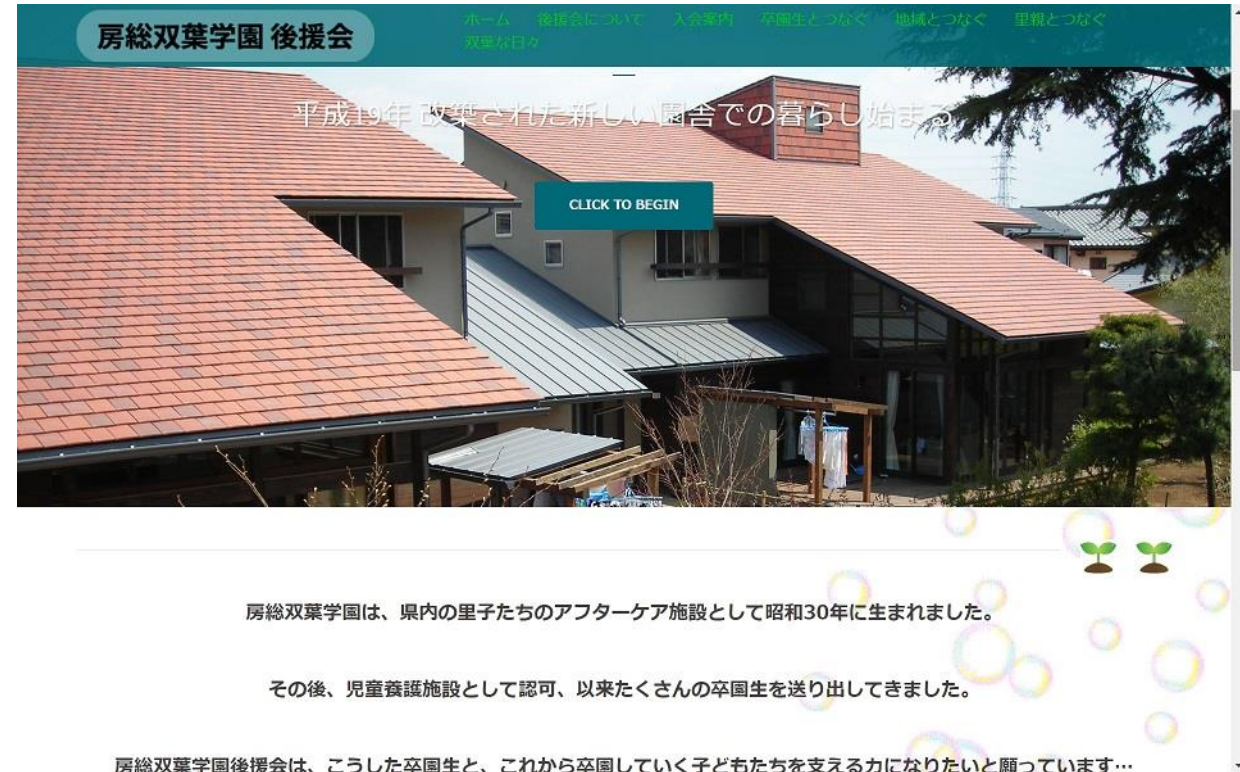 房総双葉学園 後援会
ホーム 後援会について 入会案内 卒園生とつなぐ 地域とつなぐ 里親とつなぐ
双葉な日々
平成19年 改築された新しい園舎での暮らし始まる
CLICK TO BEGIN
房総双葉学園は、県内の里子たちのアフターケア施設として昭和30年に生まれました。
その後、児童養護施設として認可、以来たくさんの卒園生を送り出してきました。
房総双葉学園後援会は、こうした卒園生と、これから卒園していく子どもたちを支える力になりたいと願っています…